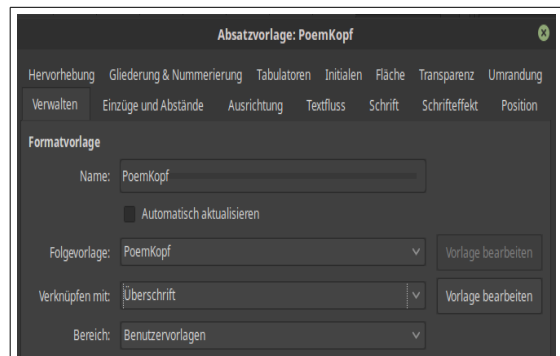 Absatzvorlage: PoemKopf
Hervorhebung Gliederung & Nummerierung Tabulatoren Initialen Fläche Transparenz Umrandung
Verwalten Einzüge und Abstände Ausrichtung Textfluss Schrift Schrifteffekt Position
Formatvorlage
Name: PoemKopf
Automatisch aktualisieren
Folgevorlage: PoemKopf Vorlage bearbeiten
Verknüpfen mit: Überschrift Vorlage bearbeiten
Bereich: Benutzervorlagen